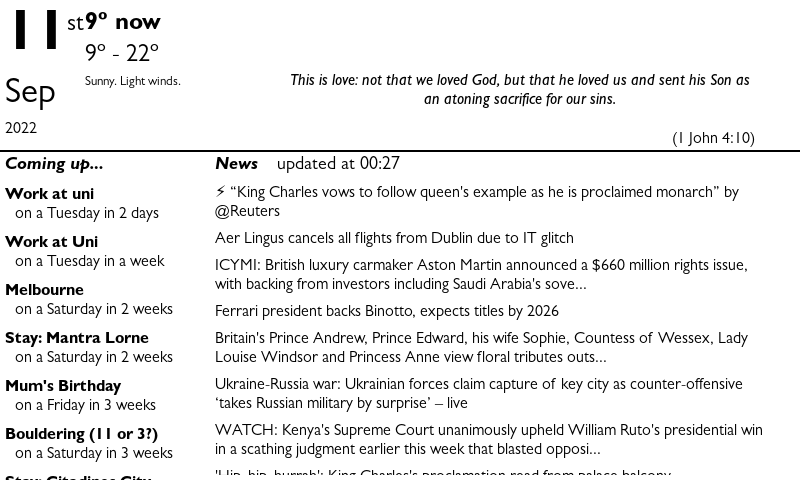 11 st
9° now
9° - 22°
Sunny. Light winds.
Sep
2022
This is love: not that we loved God, but that he loved us and sent his Son as
an atoning sacrifice for our sins.
(1 John 4:10)
Coming up...
Work at uni
on a Tuesday in 2 days
Work at Uni
on a Tuesday in a week
Melbourne
on a Saturday in 2 weeks
Stay: Mantra Lorne
on a Saturday in 2 weeks
Mum's Birthday
on a Friday in 3 weeks
Bouldering (11 or 3?)
on a Saturday in 3 weeks
Stay: Citadines City
News updated at 00:27
⚡ “King Charles vows to follow queen's example as he is proclaimed monarch” by
@Reuters
Aer Lingus cancels all flights from Dublin due to IT glitch
ICYMI: British luxury carmaker Aston Martin announced a $660 million rights issue,
with backing from investors including Saudi Arabia's sove...
Ferrari president backs Binotto, expects titles by 2026
Britain's Prince Andrew, Prince Edward, his wife Sophie, Countess of Wessex, Lady
Louise Windsor and Princess Anne view floral tributes outs...
Ukraine-Russia war: Ukrainian forces claim capture of key city as counter-offensive
‘takes Russian military by surprise’ – live
WATCH: Kenya's Supreme Court unanimously upheld William Ruto's presidential win
in a scathing judgment earlier this week that blasted opposi...
'Hip, hip, hurrah': King Charles's proclamation read from palace balcony